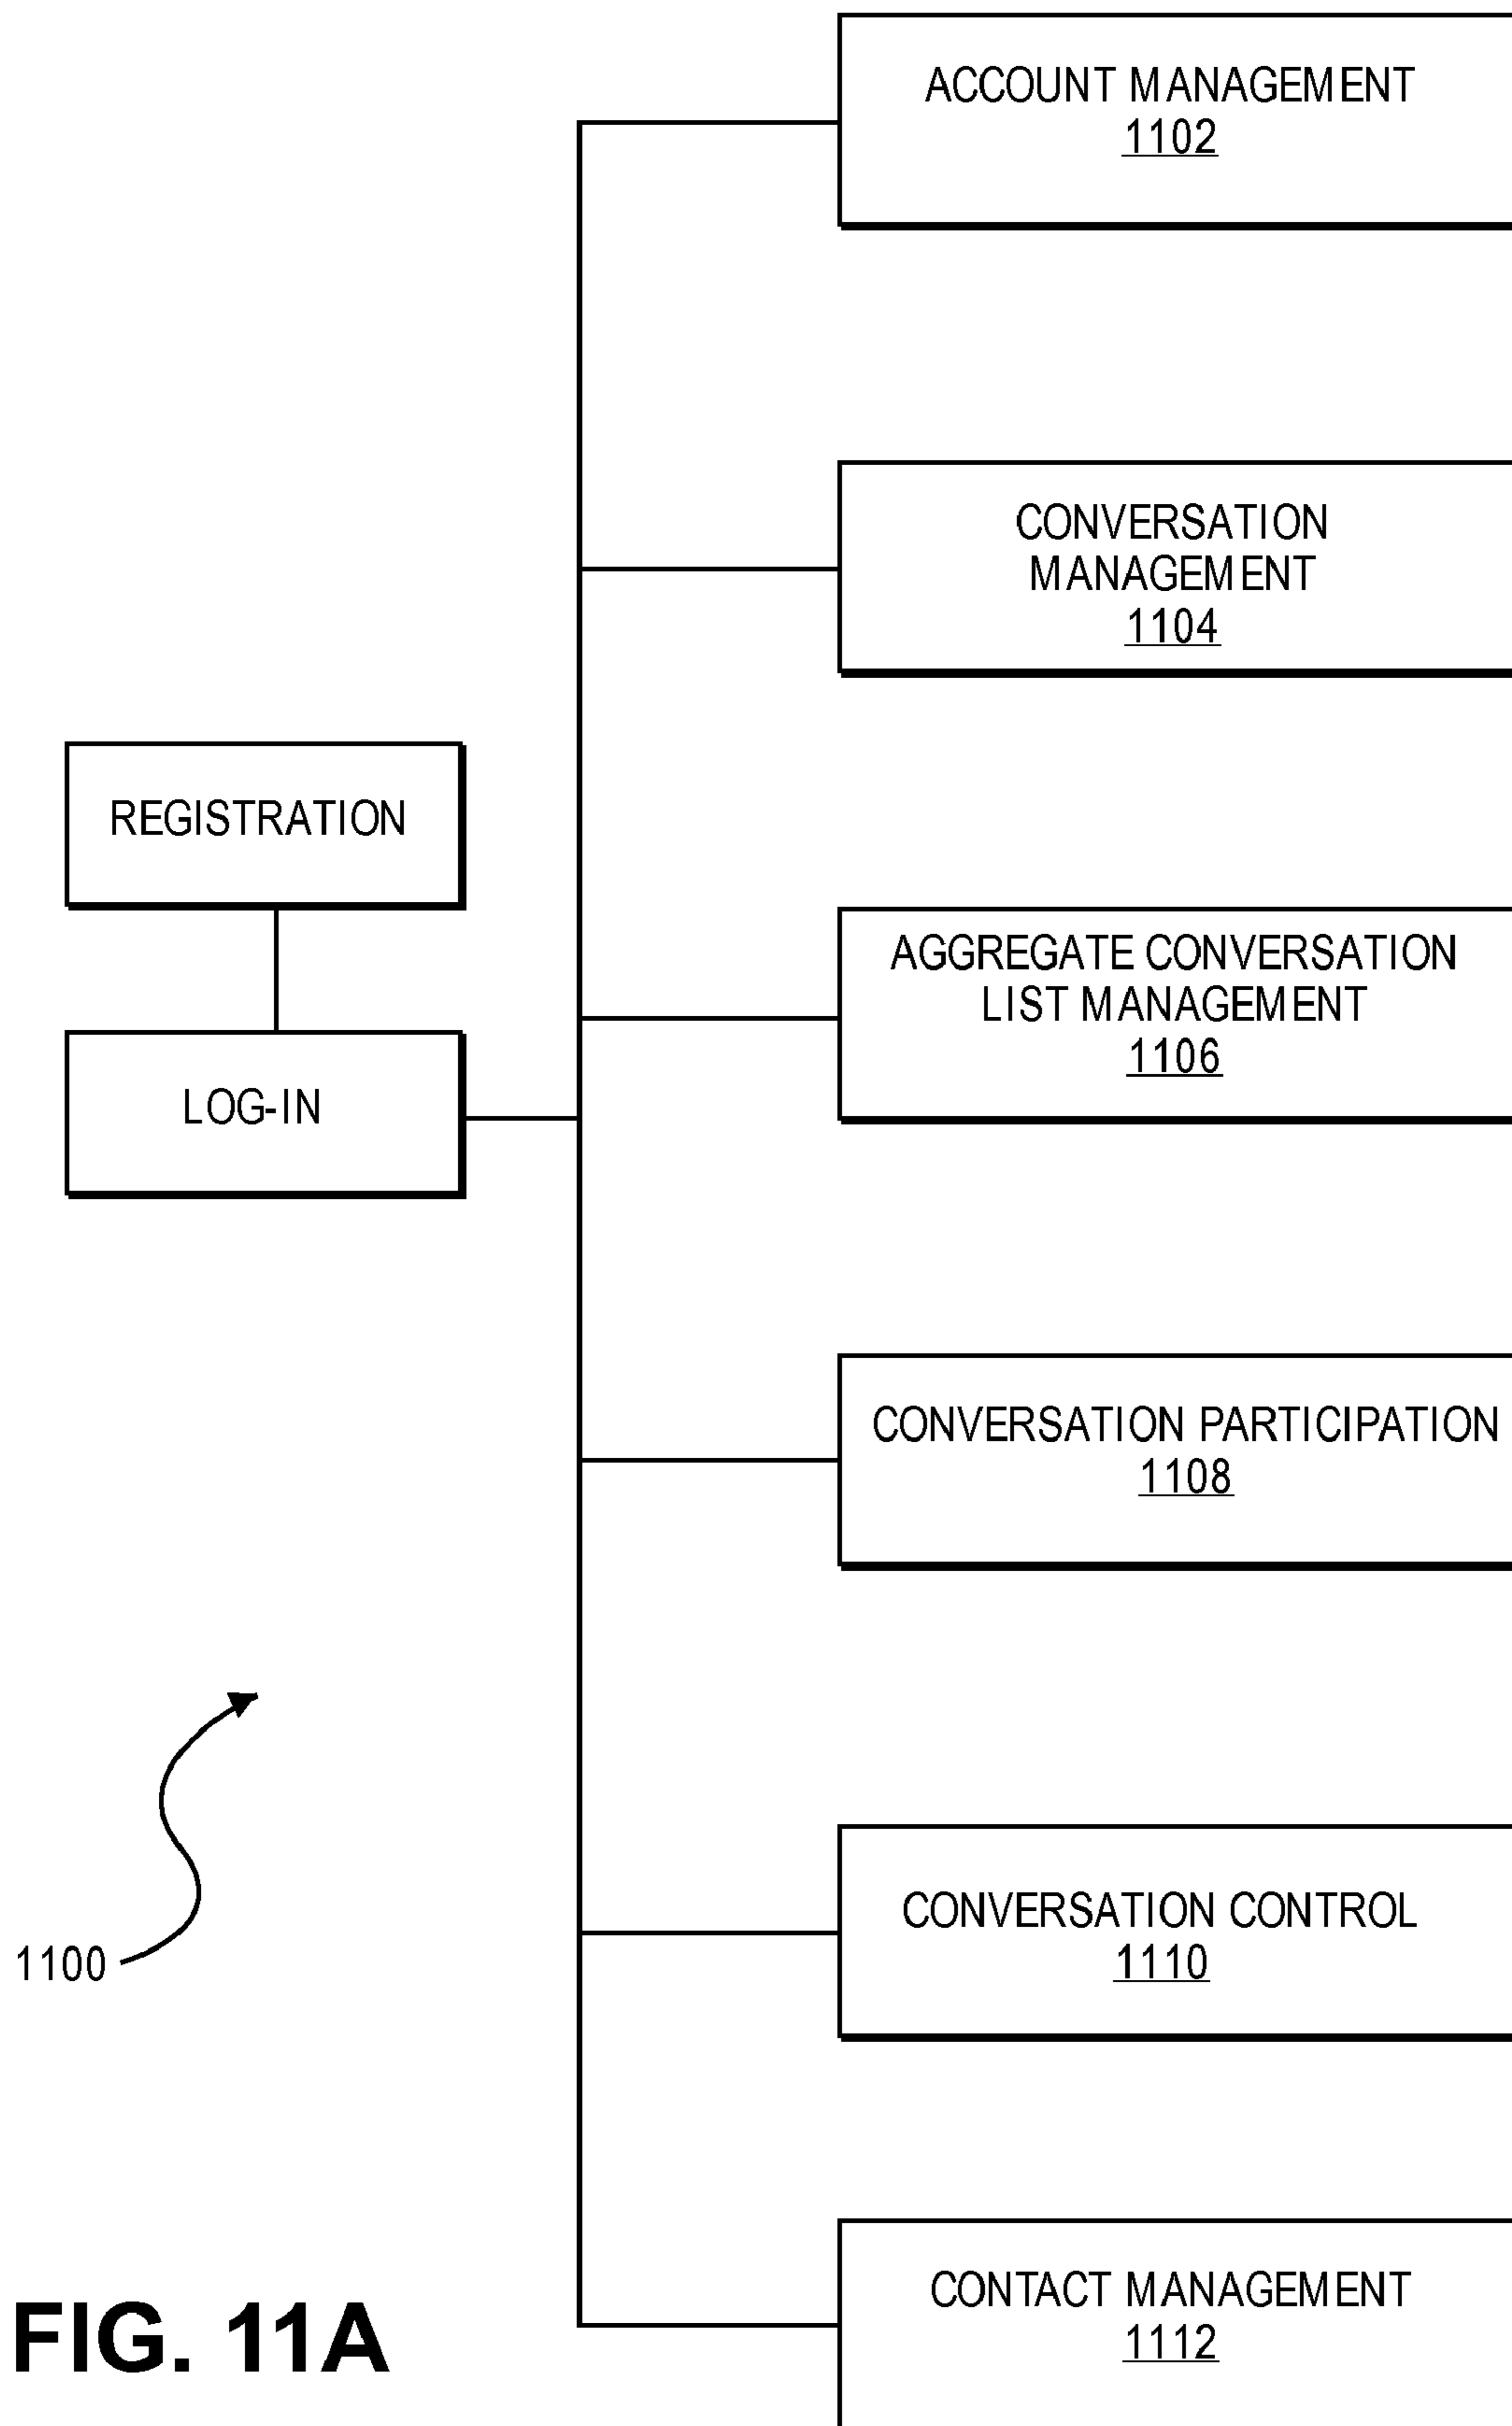 ACCOUNT MANAGEMENT
1102
CONVERSATION
MANAGEMENT
1104
REGISTRATION
AGGREGATE CONVERSATION
LIST MANAGEMENT
1106
LOG-IN
CONVERSATION PARTICIPATION
1108
CONVERSATION CONTROL
1110
1100
CONTACT MANAGEMENT
1112
FIG. 11A